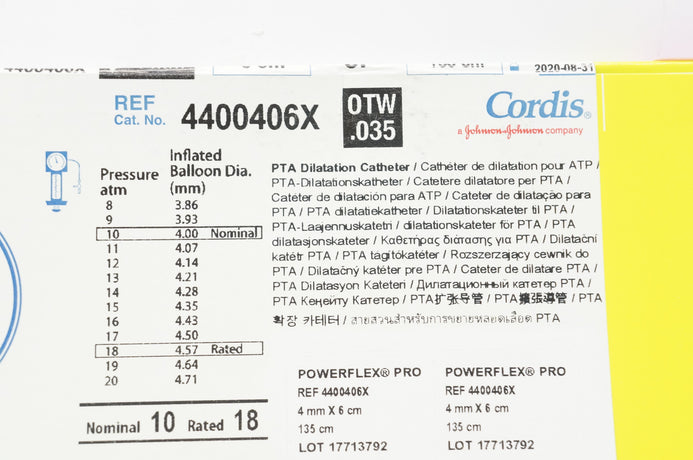 2020-08-31
REF
Cat. No.
4400406X
OTW
.035
Cordis®
a Johnson&Johnson company
Pressure
atm
Inflated
Balloon Dia.
(mm)
8 3.86
9 3.93
10 4.00 Nominal
11 4.07
12 4.14
13 4.21
14 4.28
15 4.35
16 4.43
17 4.50
18 4.57 Rated
19 4.64
20 4.71
Nominal 10 Rated 18
PTA Dilatation Catheter / Cathéter de dilatation pour ATP /
PTA-Dilatationskatheter / Catetere dilatatore per PTA /
Catéter de dilatación para ATP / Cateter de dilatação para
PTA / PTA dilatatiekatheter / Dilatationskateter til PTA /
PTA-Laajennuskatetri / dilatationskateter för PTA / PTA
dilatasjonskateter / Καθετήρας διάτασης για PTA / Dilatační
katétr PTA / PTA tágítókatéter / Rozszerzający cewnik do
PTA / Dilatačný katéter pre PTA / Cateter de dilatare PTA /
PTA Dilatasyon Kateteri / Дилатационный катетер PTA /
PTA Кеңейту Катетер / PTA扩张导管 / PTA擴張導管 / PTA
확장 카테터 / สายสวนสำหรับการขยายหลอดเลือด PTA
POWERFLEX® PRO
REF 4400406X
4 mm X 6 cm
135 cm
LOT 17713792
POWERFLEX® PRO
REF 4400406X
4 mm X 6 cm
135 cm
LOT 17713792